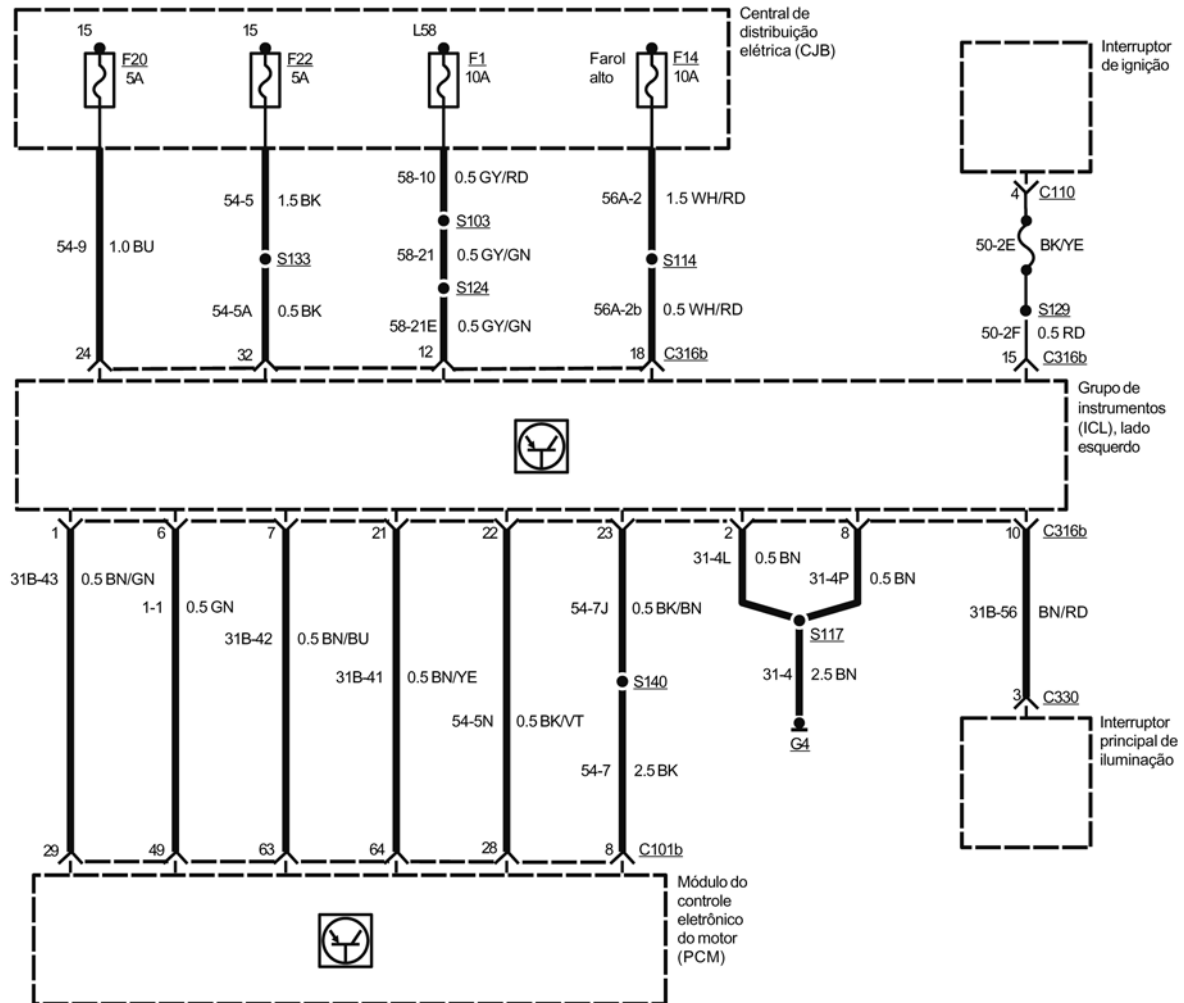 Central de
distribuição
elétrica (CJB)
15
F20
5A
15
F22
5A
L58
F1
10A
Farol
alto
F14
10A
Interruptor
de ignição
4
C110
50-2E
BK/YE
S129
50-2F
0.5 RD
15
C316b
54-9
1.0 BU
24
54-5
1.5 BK
S133
54-5A
0.5 BK
32
58-10
0.5 GY/RD
S103
58-21
0.5 GY/GN
S124
58-21E
0.5 GY/GN
12
56A-2
1.5 WH/RD
S114
56A-2b
0.5 WH/RD
18
C316b
Grupo de
instrumentos
(ICL), lado
esquerdo
1
6
7
21
22
23
2
8
10
C316b
31B-43
0.5 BN/GN
1-1
0.5 GN
31B-42
0.5 BN/BU
31B-41
0.5 BN/YE
54-5N
0.5 BK/VT
54-7J
0.5 BK/BN
S140
54-7
2.5 BK
31-4L
0.5 BN
31-4P
0.5 BN
S117
31-4
2.5 BN
G4
31B-56
BN/RD
3
C330
Interruptor
principal de
iluminação
29
49
63
64
28
8
C101b
Módulo do
controle
eletrônico
do motor
(PCM)